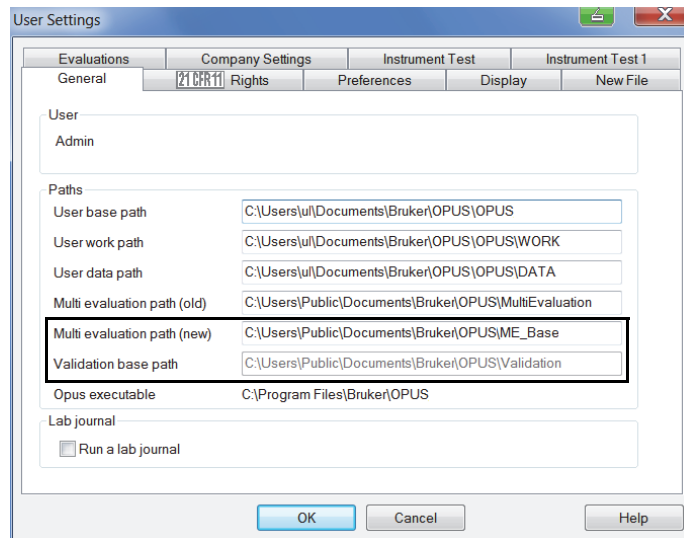 User Settings
Evaluations Company Settings Instrument Test Instrument Test 1
General 21 CFR11 Rights Preferences Display New File
User
Admin
Paths
User base path C:\Users\ul\Documents\Bruker\OPUS\OPUS
User work path C:\Users\ul\Documents\Bruker\OPUS\OPUS\WORK
User data path C:\Users\ul\Documents\Bruker\OPUS\OPUS\DATA
Multi evaluation path (old) C:\Users\Public\Documents\Bruker\OPUS\MultiEvaluation
Multi evaluation path (new) C:\Users\Public\Documents\Bruker\OPUS\ME_Base
Validation base path C:\Users\Public\Documents\Bruker\OPUS\Validation
Opus executable C:\Program Files\Bruker\OPUS
Lab journal
Run a lab journal
OK Cancel Help